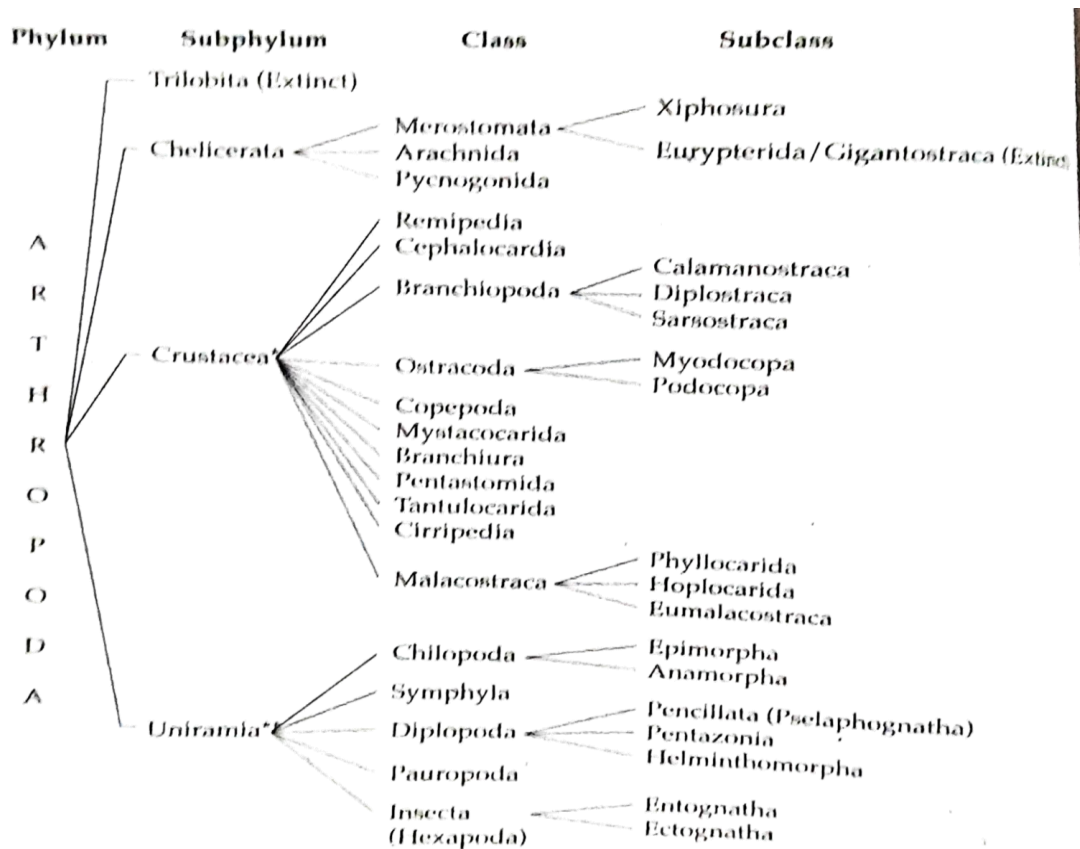 Phylum Subphylum Class Subclass
Trilobita (Extinct)
Chelicerata
Merostomata
Arachnida
Pycnogonida
Xiphosura
Eurypterida/Gigantostraca (Extinct
ARTHROPODA
Crustacea*
Remipedia
Cephalocardia
Branchiopoda
Calamanostraca
Diplostraca
Sarsostraca
Ostracoda
Myodocopa
Podocopa
Copepoda
Mystacocarida
Branchiura
Pentastomida
Tantulocarida
Cirripedia
Malacostraca
Phyllocarida
Hoplocarida
Eumalacostraca
Uniramia**
Chilopoda
Epimorpha
Anamorpha
Symphyla
Diplopoda
Pencillata (Pselaphognatha)
Pentazonia
Helminthomorpha
Pauropoda
Insecta
(Hexapoda)
Entognatha
Ectognatha